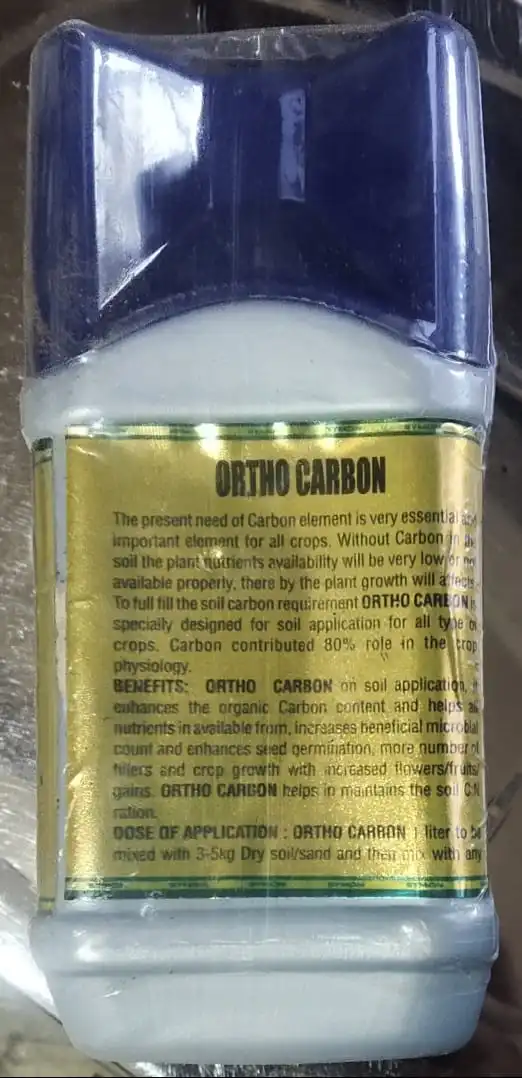 ORTHO CARBON
The present need of Carbon element is very essential and
important element for all crops. Without Carbon in the
soil the plant nutrients availability will be very low or not
available properly, there by the plant growth will affects.
To full fill the soil carbon requirement ORTHO CARBON is
specially designed for soil application for all type of
crops. Carbon contributed 80% role in the crop
physiology.
BENEFITS: ORTHO CARBON on soil application, it
enhances the organic Carbon content and helps all
nutrients in available from, increases beneficial microbial
count and enhances seed germination, more number of
tillers and crop growth with increased flowers/fruits/
gains. ORTHO CARBON helps in maintains the soil C:N
ration.
DOSE OF APPLICATION : ORTHO CARBON 1 liter to be
mixed with 3-5kg Dry soil/sand and then mix with any